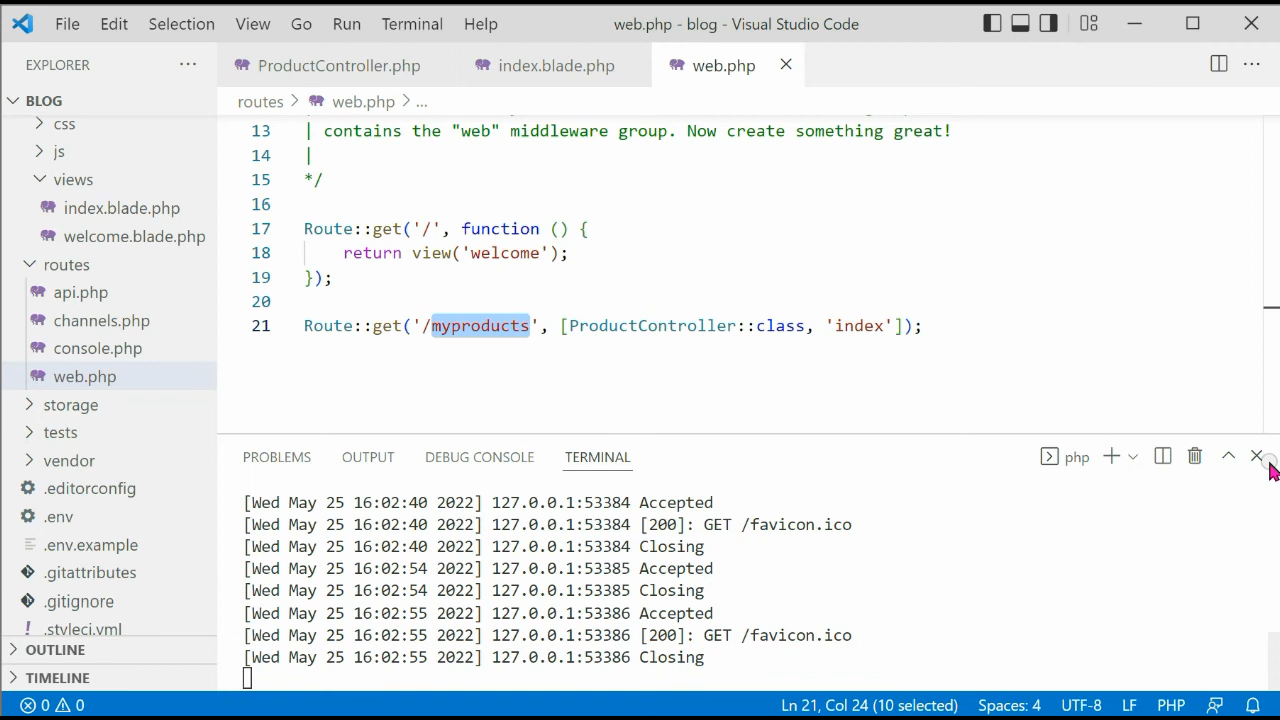 File Edit Selection View Go Run Terminal Help web.php - blog - Visual Studio Code
EXPLORER ···
ProductController.php index.blade.php web.php
BLOG
routes > web.php > ...
css
js
views
index.blade.php
welcome.blade.php
routes
api.php
channels.php
console.php
web.php
storage
tests
vendor
.editorconfig
.env
.env.example
.gitattributes
.gitignore
.styleci.yml
OUTLINE
TIMELINE
13 | contains the "web" middleware group. Now create something great!
14 |
15 */
16
17 Route::get('/', function () {
18 return view('welcome');
19 });
20
21 Route::get('/myproducts', [ProductController::class, 'index']);
PROBLEMS OUTPUT DEBUG CONSOLE TERMINAL php
[Wed May 25 16:02:40 2022] 127.0.0.1:53384 Accepted
[Wed May 25 16:02:40 2022] 127.0.0.1:53384 [200]: GET /favicon.ico
[Wed May 25 16:02:40 2022] 127.0.0.1:53384 Closing
[Wed May 25 16:02:54 2022] 127.0.0.1:53385 Accepted
[Wed May 25 16:02:54 2022] 127.0.0.1:53385 Closing
[Wed May 25 16:02:55 2022] 127.0.0.1:53386 Accepted
[Wed May 25 16:02:55 2022] 127.0.0.1:53386 [200]: GET /favicon.ico
[Wed May 25 16:02:55 2022] 127.0.0.1:53386 Closing
0 0 Ln 21, Col 24 (10 selected) Spaces: 4 UTF-8 LF PHP